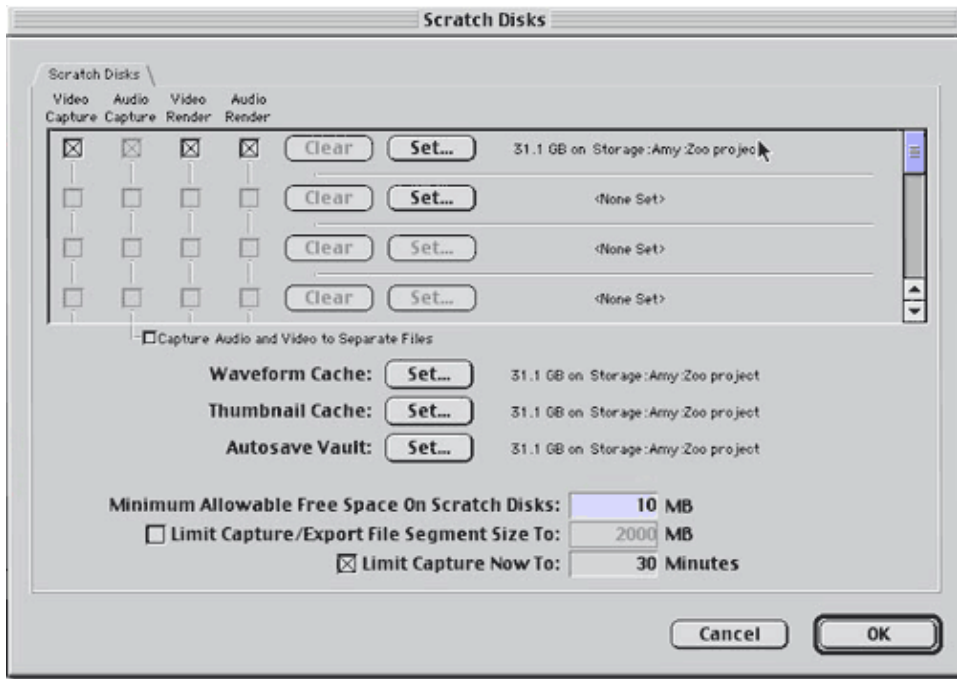 Scratch Disks
Scratch Disks
Video Capture Audio Capture Video Render Audio Render
Clear Set... 31.1 GB on Storage:Amy:Zoo project
Clear Set... <None Set>
Clear Set... <None Set>
Clear Set... <None Set>
Capture Audio and Video to Separate Files
Waveform Cache: Set... 31.1 GB on Storage:Amy:Zoo project
Thumbnail Cache: Set... 31.1 GB on Storage:Amy:Zoo project
Autosave Vault: Set... 31.1 GB on Storage:Amy:Zoo project
Minimum Allowable Free Space On Scratch Disks: 10 MB
Limit Capture/Export File Segment Size To: 2000 MB
Limit Capture Now To: 30 Minutes
Cancel OK